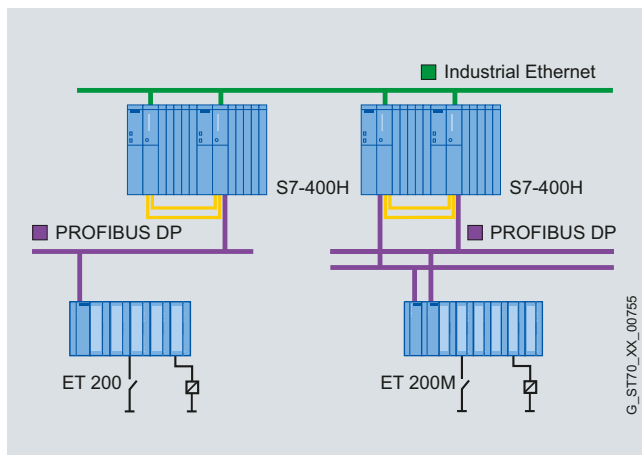 Industrial Ethernet
S7-400H
S7-400H
PROFIBUS DP
PROFIBUS DP
ET 200
ET 200M
G_ST70_XX_00755